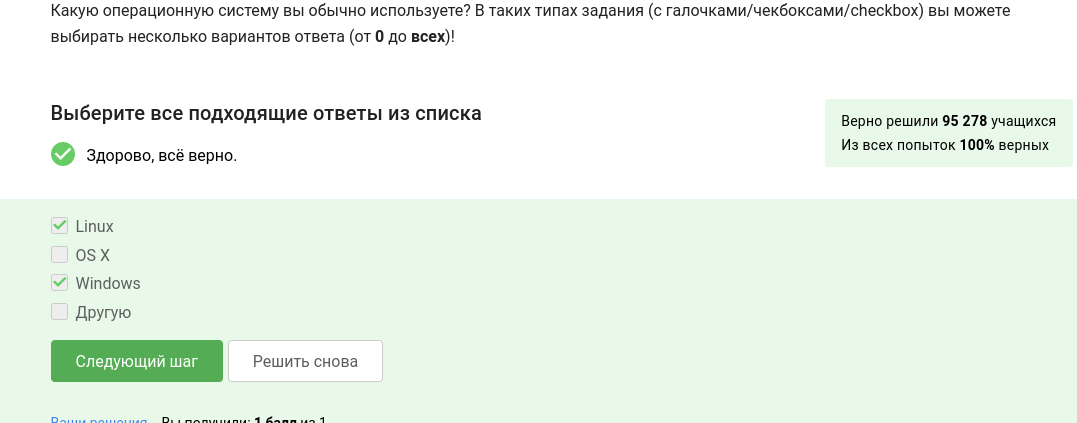 Какую операционную систему вы обычно используете? В таких типах задания (с галочками/чекбоксами/checkbox) вы можете
выбирать несколько вариантов ответа (от 0 до всех)!
Выберите все подходящие ответы из списка
Верно решили 95 278 учащихся
Из всех попыток 100% верных
Здорово, всё верно.
Linux
OS X
Windows
Другую
Следующий шаг Решить снова
Ваши решения Вы получили: 1 балл из 1